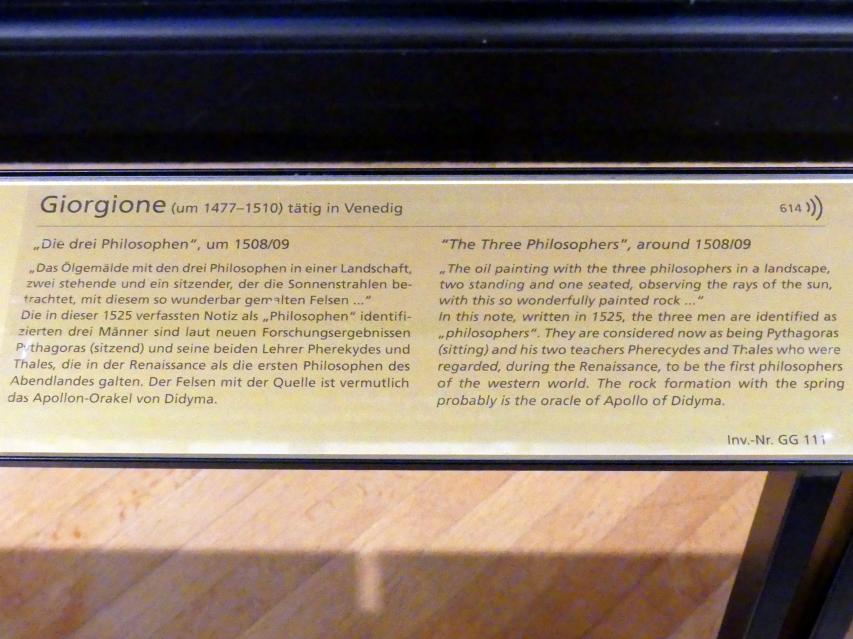 Giorgione (um 1477–1510) tätig in Venedig
614
„Die drei Philosophen“, um 1508/09
„Das Ölgemälde mit den drei Philosophen in einer Landschaft,
zwei stehende und ein sitzender, der die Sonnenstrahlen be-
trachtet, mit diesem so wunderbar gemalten Felsen ...“
Die in dieser 1525 verfassten Notiz als „Philosophen“ identifi-
zierten drei Männer sind laut neuen Forschungsergebnissen
Pythagoras (sitzend) und seine beiden Lehrer Pherekydes und
Thales, die in der Renaissance als die ersten Philosophen des
Abendlandes galten. Der Felsen mit der Quelle ist vermutlich
das Apollon-Orakel von Didyma.
“The Three Philosophers”, around 1508/09
„The oil painting with the three philosophers in a landscape,
two standing and one seated, observing the rays of the sun,
with this so wonderfully painted rock ...“
In this note, written in 1525, the three men are identified as
„philosophers“. They are considered now as being Pythagoras
(sitting) and his two teachers Pherecydes and Thales who were
regarded, during the Renaissance, to be the first philosophers
of the western world. The rock formation with the spring
probably is the oracle of Apollo of Didyma.
Inv.-Nr. GG 111